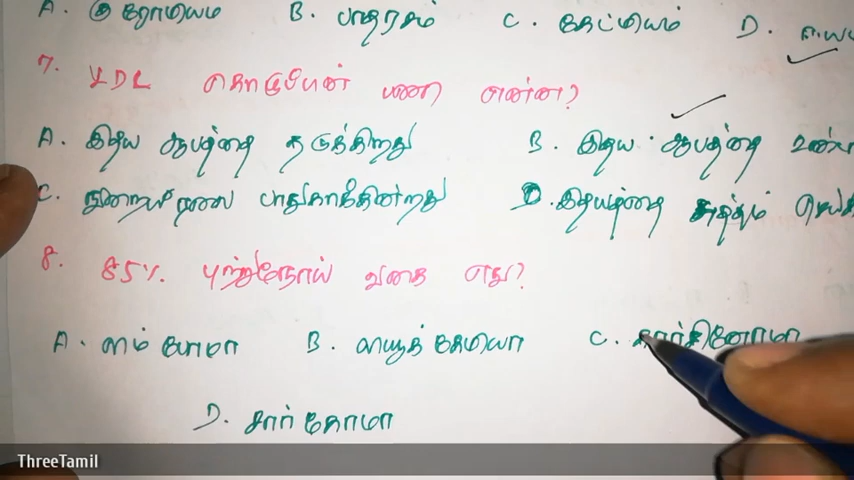 A. குரோமியம் B. பாதரசம் C. கேட்மியம் D.
7. LDL கொழுப்பின் பணி என்ன?
A. இதய ஆபத்தை தடுக்கிறது B. இதய ஆபத்தை
C. நுரையீரலை பாதுகாக்கின்றது D. இதயத்தை சுத்தம்
8. 85% புற்றுநோய் வகை எது?
A. லிம்போமா B. லியூக்கேமியா C. கார்சினோமா
D. சார்கோமா
ThreeTamil